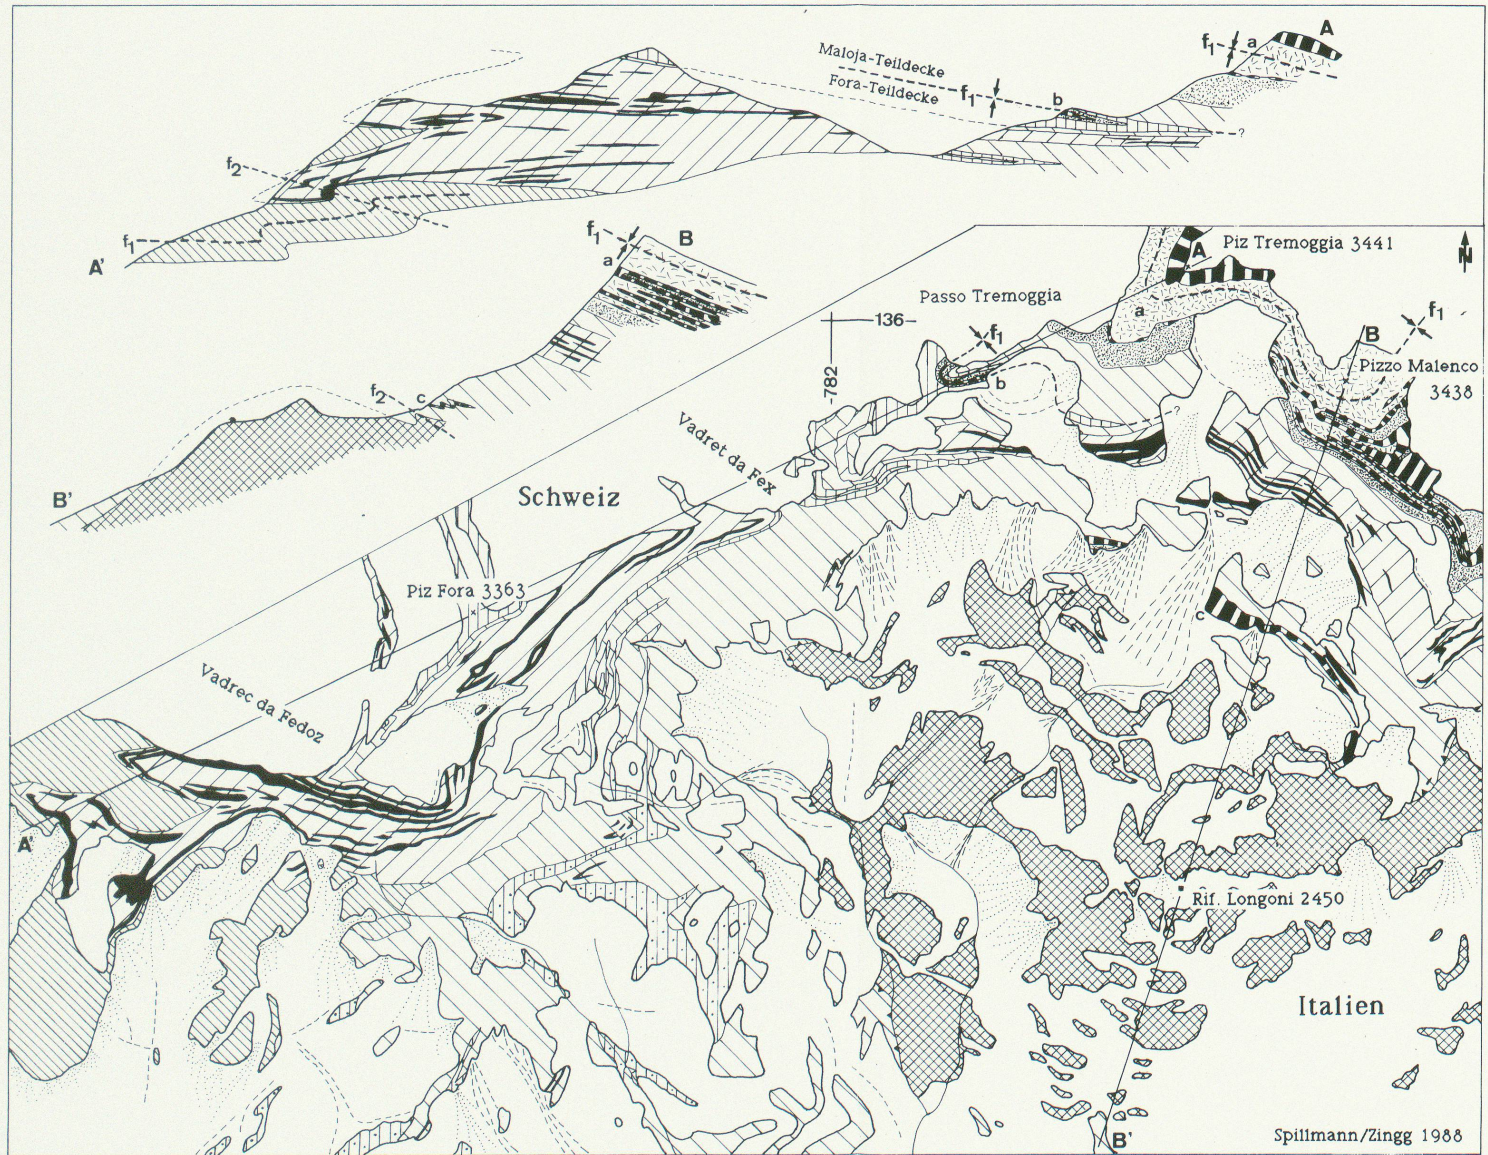 A
f1
a
Maloja-Teildecke
Fora-Teildecke
f1
b
?
f2
f1
A'
f1
B
a
f2
c
B'
A
Piz Tremoggia 3441
N
Passo Tremoggia
136
782
f1
a
b
B
f1
Pizzo Malenco
3438
?
Vadret da Fex
Schweiz
Piz Fora 3363
c
Vadrec da Fedoz
A'
Rif. Longoni 2450
Italien
B'
Spillmann/Zingg 1988